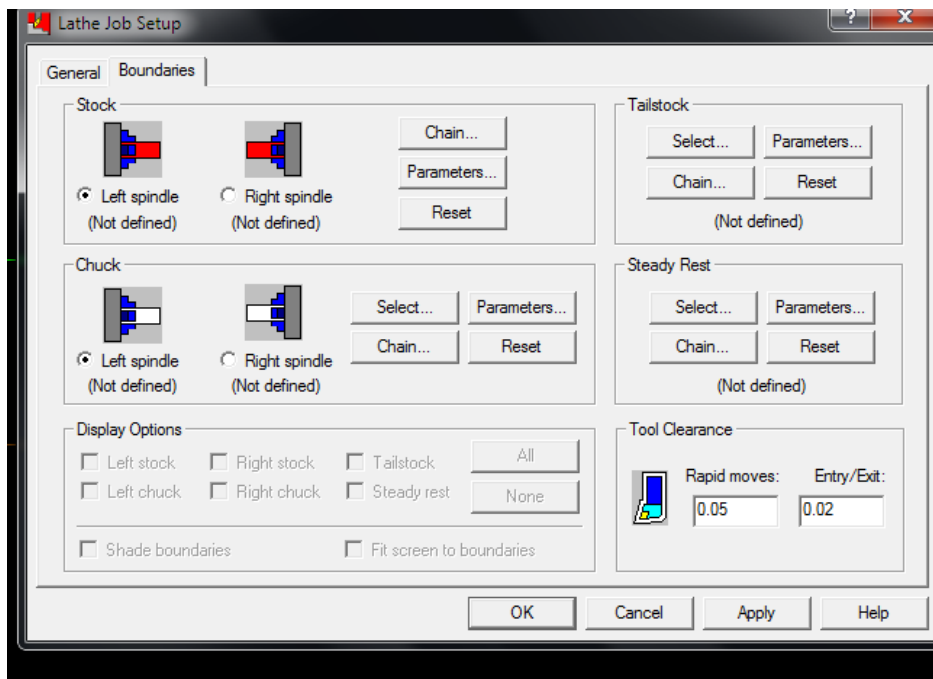 Lathe Job Setup
?
General
Boundaries
Stock
Left spindle
(Not defined)
Right spindle
(Not defined)
Chain...
Parameters...
Reset
Tailstock
Select...
Parameters...
Chain...
Reset
(Not defined)
Chuck
Left spindle
(Not defined)
Right spindle
(Not defined)
Select...
Parameters...
Chain...
Reset
Steady Rest
Select...
Parameters...
Chain...
Reset
(Not defined)
Display Options
Left stock
Right stock
Tailstock
All
Left chuck
Right chuck
Steady rest
None
Shade boundaries
Fit screen to boundaries
Tool Clearance
Rapid moves:
Entry/Exit:
0.05
0.02
OK
Cancel
Apply
Help